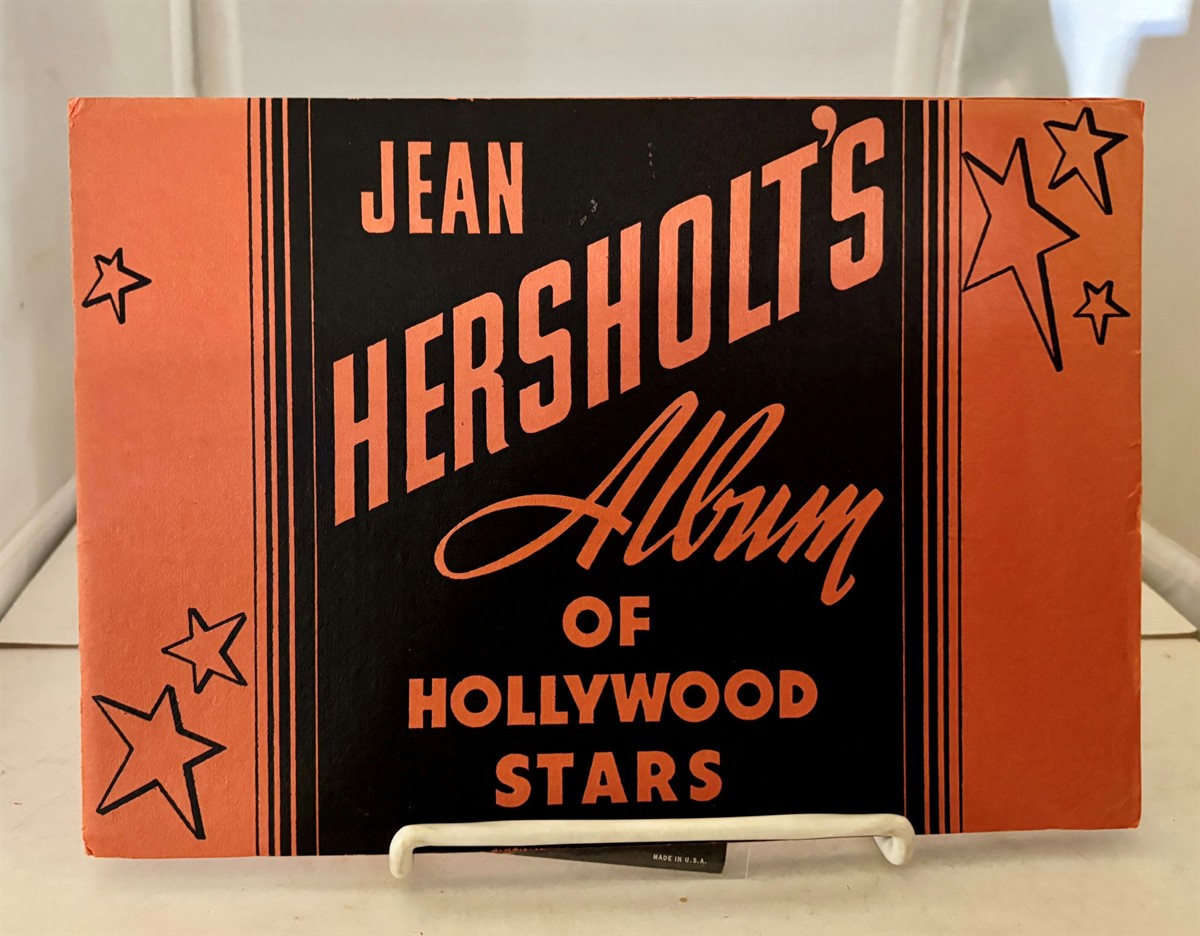 JEAN
HERSHOLT'S
Album
OF
HOLLYWOOD
STARS
MADE IN U.S.A.